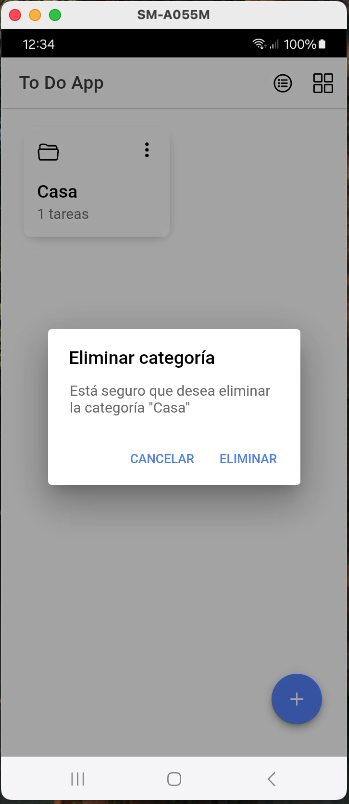 SM-A055M
12:34 100%
To Do App
Casa
1 tareas
Eliminar categoría
Está seguro que desea eliminar
la categoría "Casa"
CANCELAR ELIMINAR